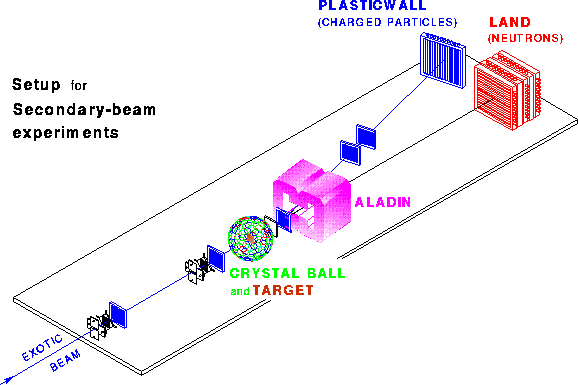 PLASTICWALL
(CHARGED PARTICLES)
LAND
(NEUTRONS)
Setup for
Secondary-beam
experiments
ALADIN
CRYSTAL BALL
and TARGET
EXOTIC
BEAM